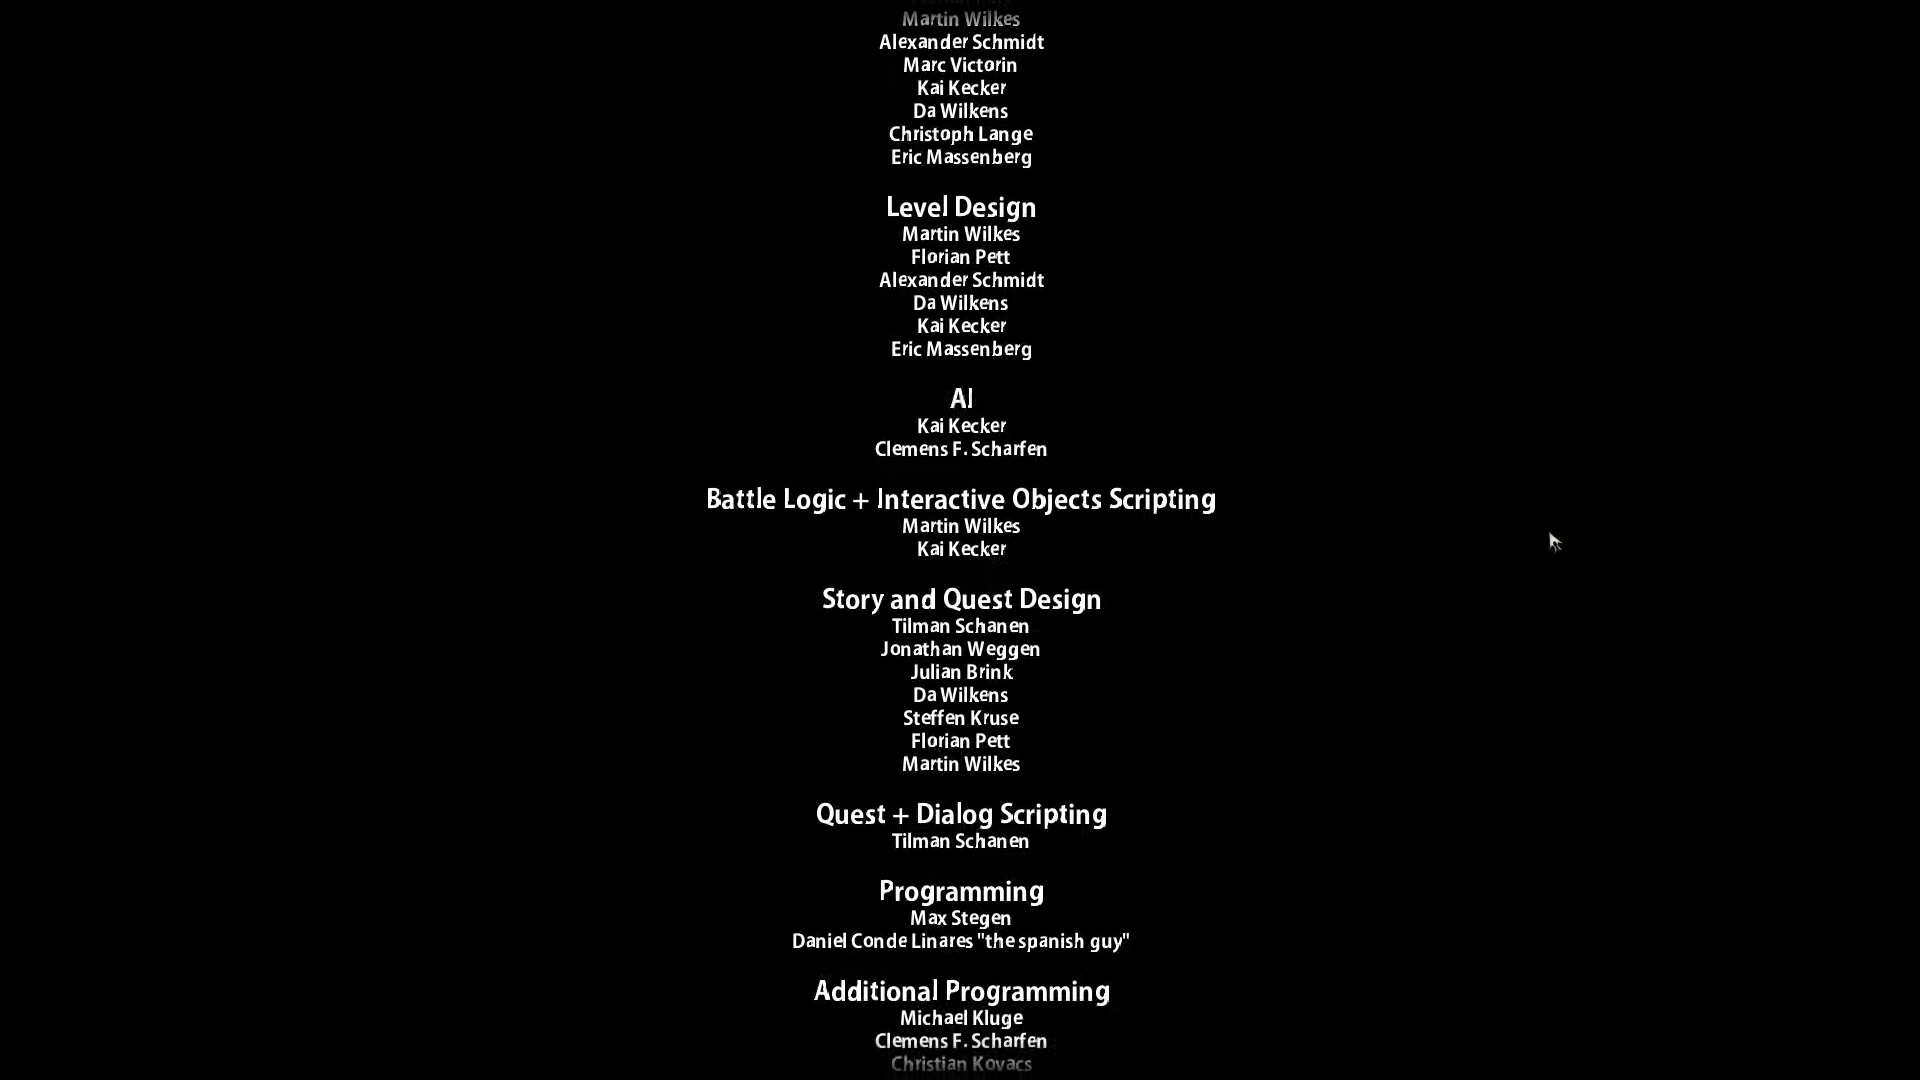 Martin Wilkes
Alexander Schmidt
Marc Victorin
Kai Kecker
Da Wilkens
Christoph Lange
Eric Massenberg
Level Design
Martin Wilkes
Florian Pett
Alexander Schmidt
Da Wilkens
Kai Kecker
Eric Massenberg
AI
Kai Kecker
Clemens F. Scharfen
Battle Logic + Interactive Objects Scripting
Martin Wilkes
Kai Kecker
Story and Quest Design
Tilman Schanen
Jonathan Weggen
Julian Brink
Da Wilkens
Steffen Kruse
Florian Pett
Martin Wilkes
Quest + Dialog Scripting
Tilman Schanen
Programming
Max Stegen
Daniel Conde Linares "the spanish guy"
Additional Programming
Michael Kluge
Clemens F. Scharfen
Christian Kovacs